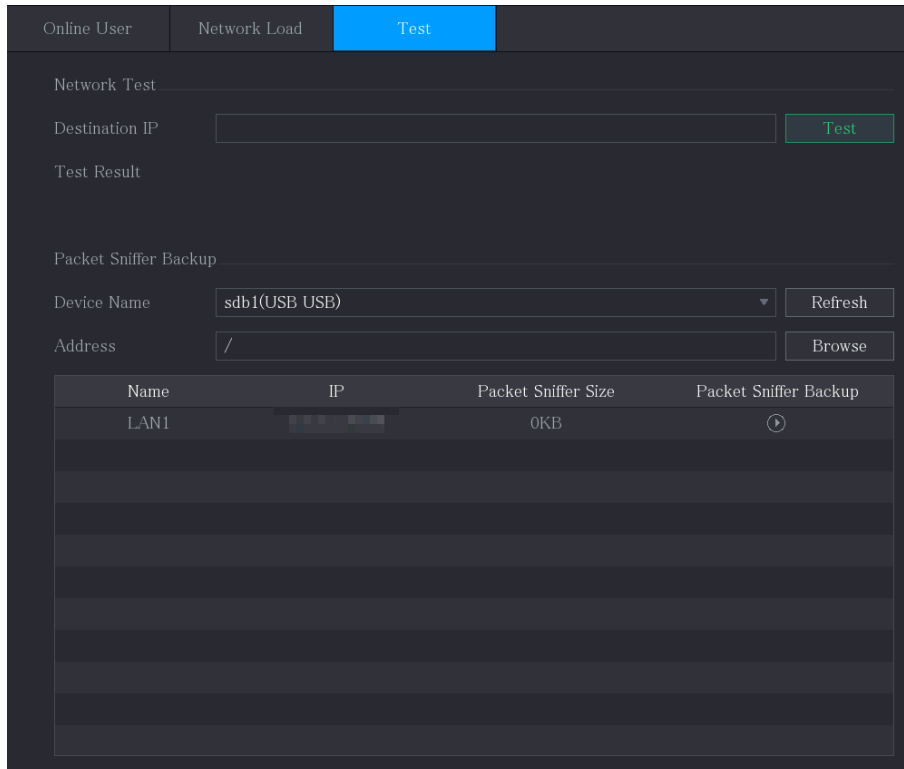 Online User Network Load Test
Network Test
Destination IP Test
Test Result
Packet Sniffer Backup
Device Name sdb1(USB USB) Refresh
Address / Browse
Name IP Packet Sniffer Size Packet Sniffer Backup
LAN1 0KB